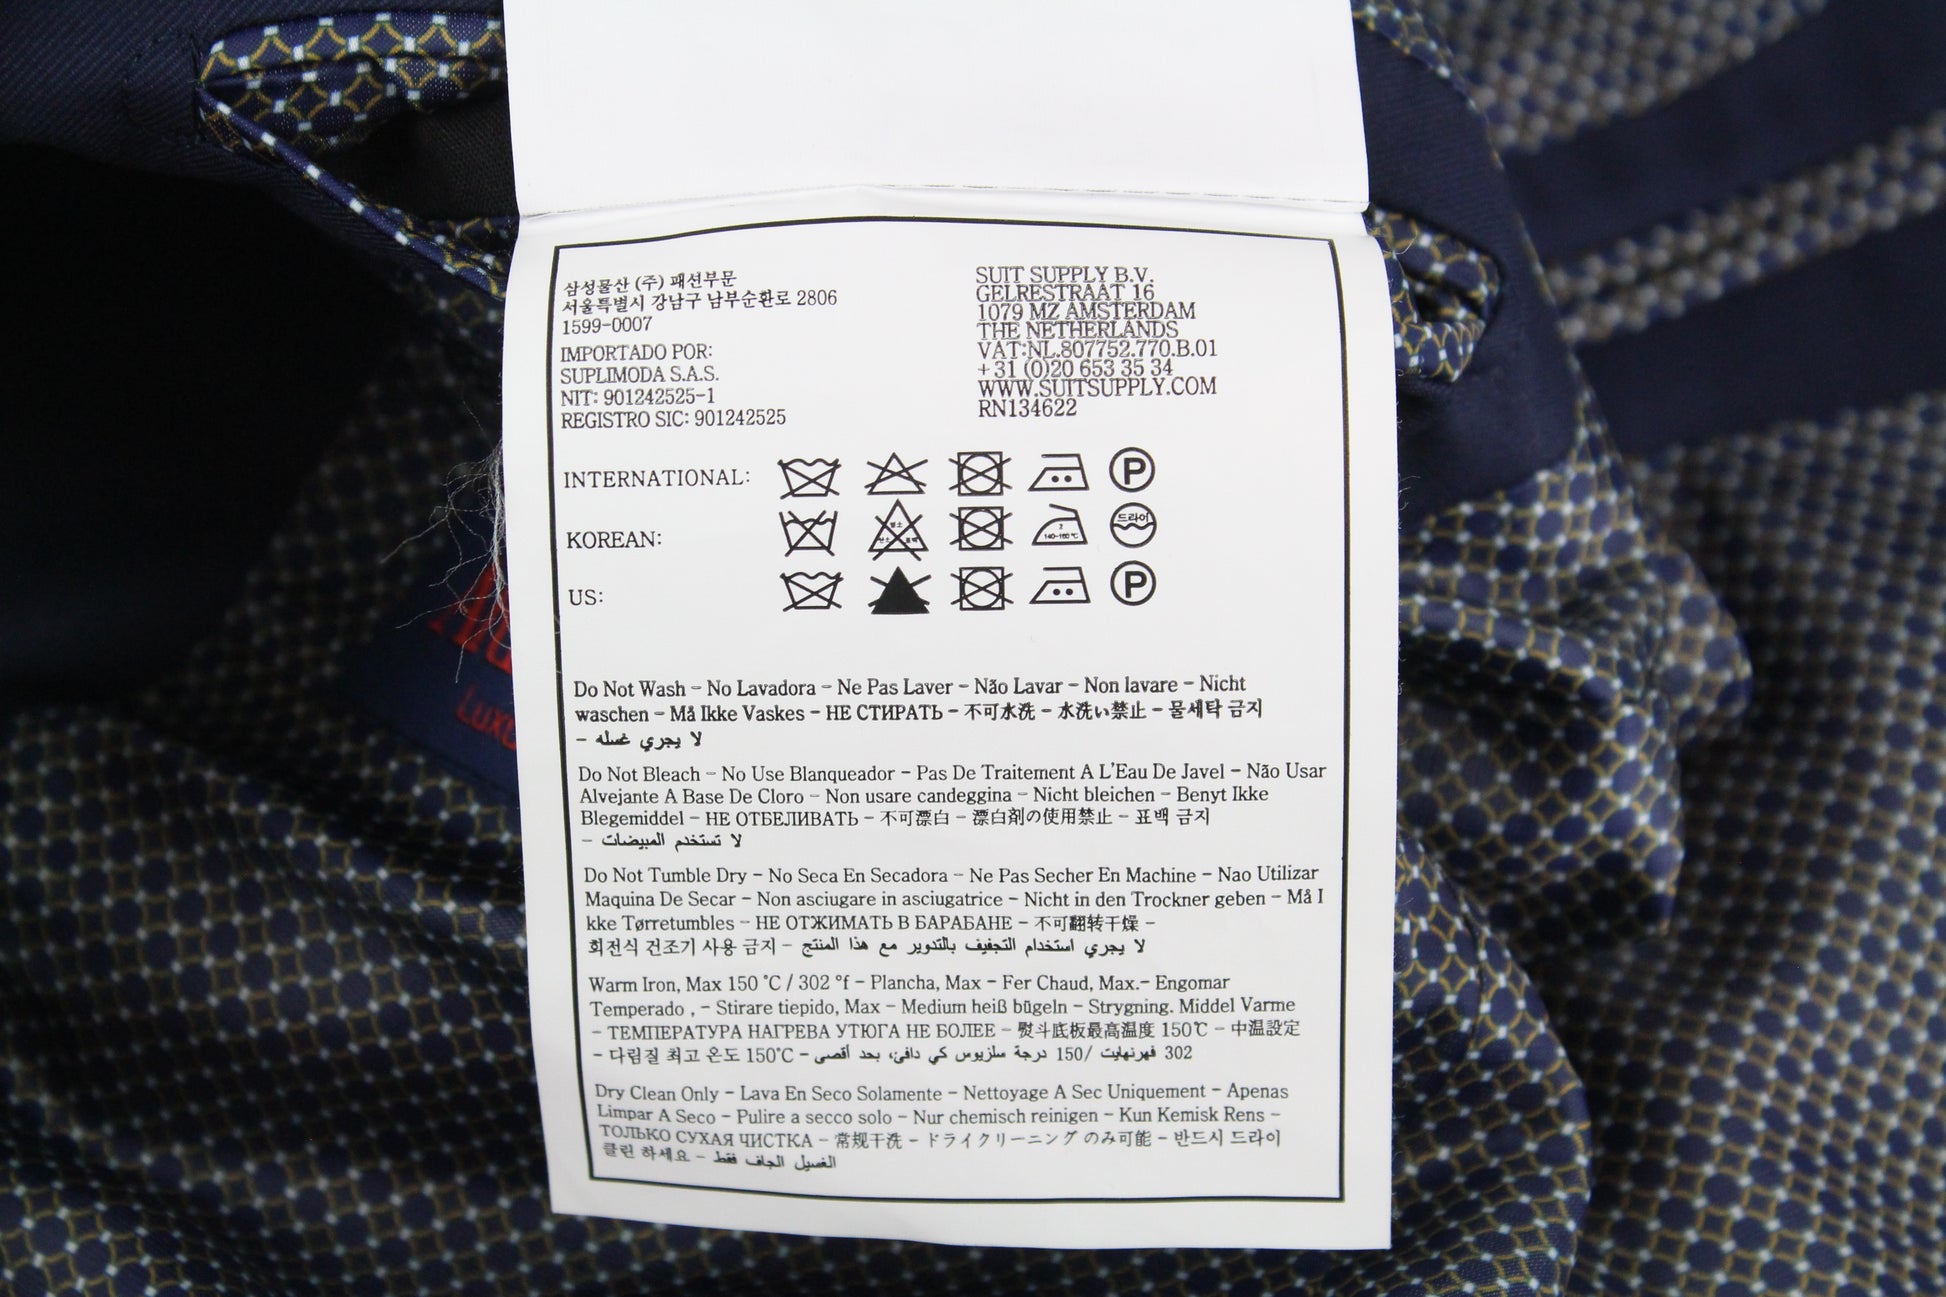 삼성물산 (주) 패션부문
서울특별시 강남구 남부순환로 2806
1599-0007
IMPORTADO POR:
SUPLIMODA S.A.S.
NIT: 901242525-1
REGISTRO SIC: 901242525
SUIT SUPPLY B.V.
GELRESTRAAT 16
1079 MZ AMSTERDAM
THE NETHERLANDS
VAT:NL.807752.770.B.01
+31 (0)20 653 35 34
WWW.SUITSUPPLY.COM
RN134622
INTERNATIONAL:
P
KOREAN:
드라이
2
140-160℃
US:
P
Do Not Wash – No Lavadora – Ne Pas Laver – Não Lavar – Non lavare – Nicht
waschen – Må Ikke Vaskes – НЕ СТИРАТЬ – 不可水洗 – 水洗い禁止 – 물세탁 금지
– لا يجري غسله
Do Not Bleach – No Use Blanqueador – Pas De Traitement A L'Eau De Javel – Não Usar
Alvejante A Base De Cloro – Non usare candeggina – Nicht bleichen – Benyt Ikke
Blegemiddel – НЕ ОТБЕЛИВАТЬ – 不可漂白 – 漂白剤の使用禁止 – 표백 금지
– لا تستخدم المبيضات
Do Not Tumble Dry – No Seca En Secadora – Ne Pas Secher En Machine – Nao Utilizar
Maquina De Secar – Non asciugare in asciugatrice – Nicht in den Trockner geben – Må I
kke Tørretumbles – НЕ ОТЖИМАТЬ В БАРАБАНЕ – 不可翻转干燥 –
회전식 건조기 사용 금지 – لا يجري استخدام التجفيف بالتدوير مع هذا المنتج
Warm Iron, Max 150 °C / 302 °f – Plancha, Max – Fer Chaud, Max.– Engomar
Temperado , – Stirare tiepido, Max – Medium heiß bügeln – Strygning. Middel Varme
– ТЕМПЕРАТУРА НАГРЕВА УТЮГА НЕ БОЛЕЕ – 熨斗底板最高温度 150℃ – 中温設定
– 다림질 최고 온도 150℃ – 302 فهرنهايت /150 درجة سلزيوس كي دافئ، بحد أقصى
Dry Clean Only – Lava En Seco Solamente – Nettoyage A Sec Uniquement – Apenas
Limpar A Seco – Pulire a secco solo – Nur chemisch reinigen – Kun Kemisk Rens –
ТОЛЬКО СУХАЯ ЧИСТКА – 常规干洗 – ドライクリーニング のみ可能 – 반드시 드라이
클린 하세요 – الغسيل الجاف فقط